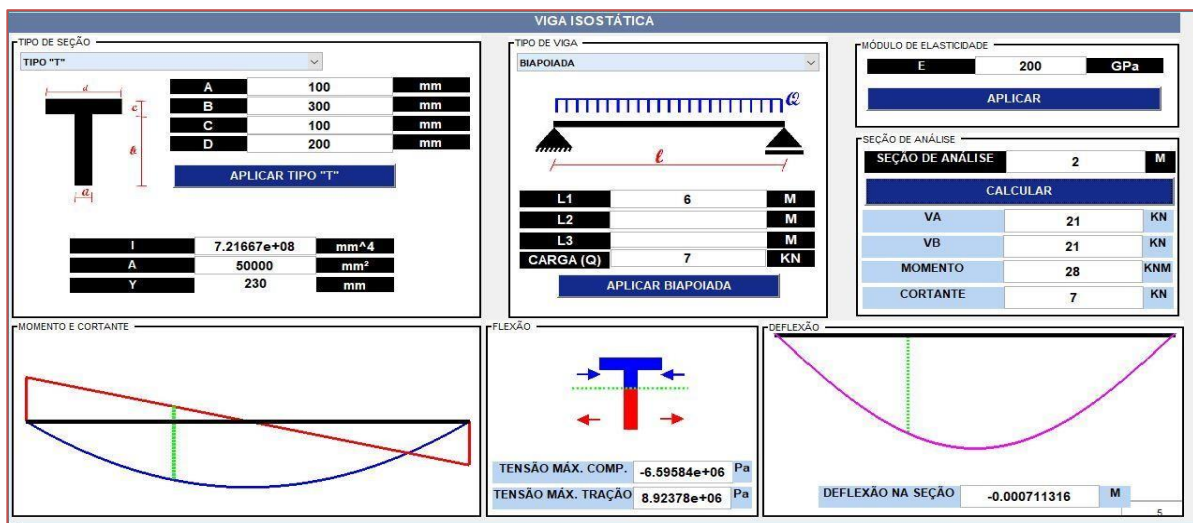 VIGA ISOSTÁTICA
TIPO DE SEÇÃO
TIPO "T"
d
c
b
a
A 100 mm
B 300 mm
C 100 mm
D 200 mm
APLICAR TIPO "T"
I 7.21667e+08 mm^4
A 50000 mm²
Y 230 mm
TIPO DE VIGA
BIAPOIADA
Q
ℓ
L1 6 M
L2 M
L3 M
CARGA (Q) 7 KN
APLICAR BIAPOIADA
MÓDULO DE ELASTICIDADE
E 200 GPa
APLICAR
SEÇÃO DE ANÁLISE
SEÇÃO DE ANÁLISE 2 M
CALCULAR
VA 21 KN
VB 21 KN
MOMENTO 28 KNM
CORTANTE 7 KN
MOMENTO E CORTANTE
FLEXÃO
TENSÃO MÁX. COMP. -6.59584e+06 Pa
TENSÃO MÁX. TRAÇÃO 8.92378e+06 Pa
DEFLEXÃO
DEFLEXÃO NA SEÇÃO -0.000711316 M
5